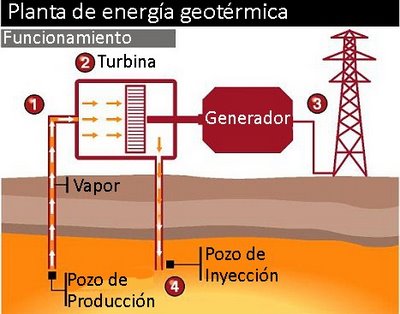 Planta de energía geotérmica
Funcionamiento
2 Turbina
1
Generador
3
Vapor
Pozo de
Producción
4
Pozo de
Inyección